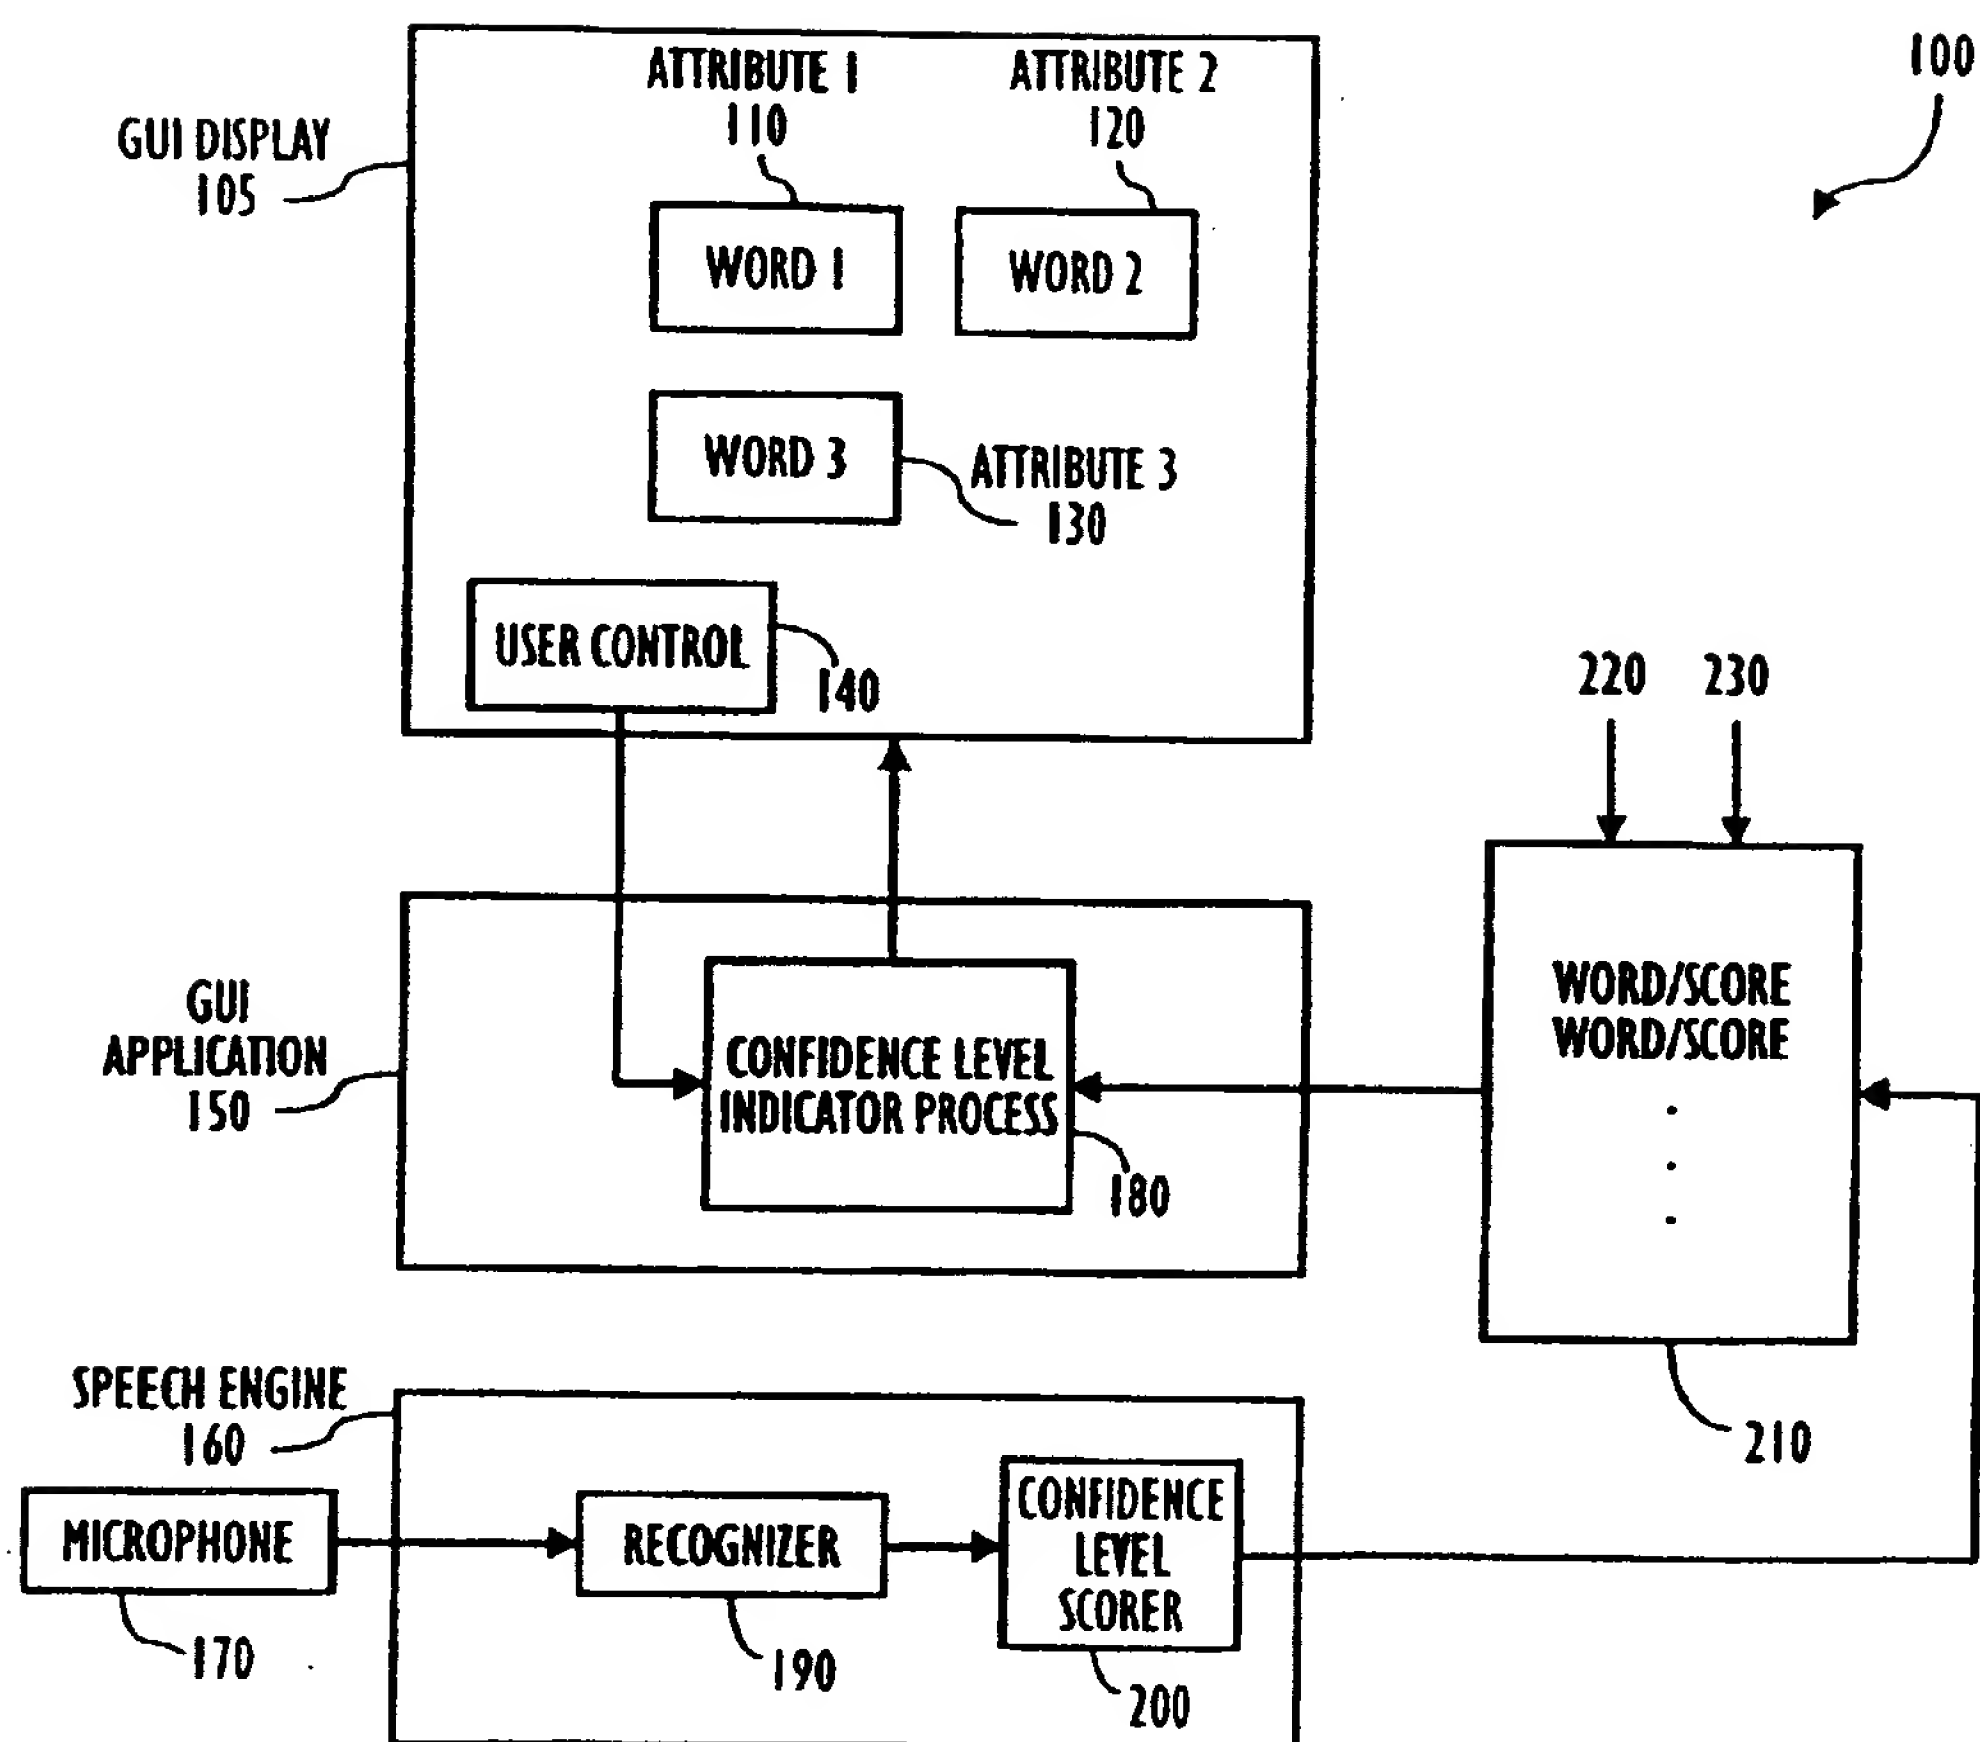 100
ATTRIBUTE 1
110
ATTRIBUTE 2
120
GUI DISPLAY
105
WORD 1
WORD 2
WORD 3
ATTRIBUTE 3
130
USER CONTROL
140
220
230
GUI
APPLICATION
150
CONFIDENCE LEVEL
INDICATOR PROCESS
180
WORD/SCORE
WORD/SCORE
.
.
.
210
SPEECH ENGINE
160
MICROPHONE
170
RECOGNIZER
190
CONFIDENCE
LEVEL
SCORER
200